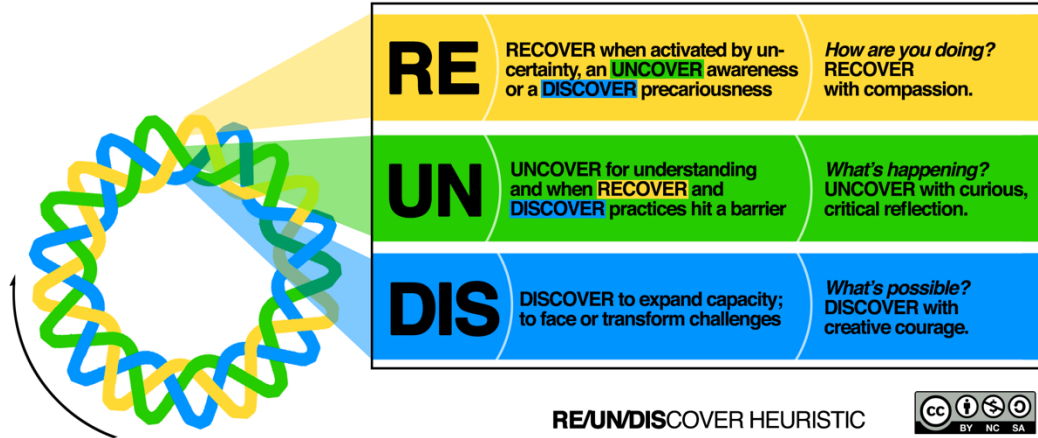 RE
RECOVER when activated by un-
certainty, an UNCOVER awareness
or a DISCOVER precariousness
How are you doing?
RECOVER
with compassion.
UN
UNCOVER for understanding
and when RECOVER and
DISCOVER practices hit a barrier
What's happening?
UNCOVER with curious,
critical reflection.
DIS
DISCOVER to expand capacity;
to face or transform challenges
What's possible?
DISCOVER with
creative courage.
RE/UN/DISCOVER HEURISTIC
cc
BY NC SA